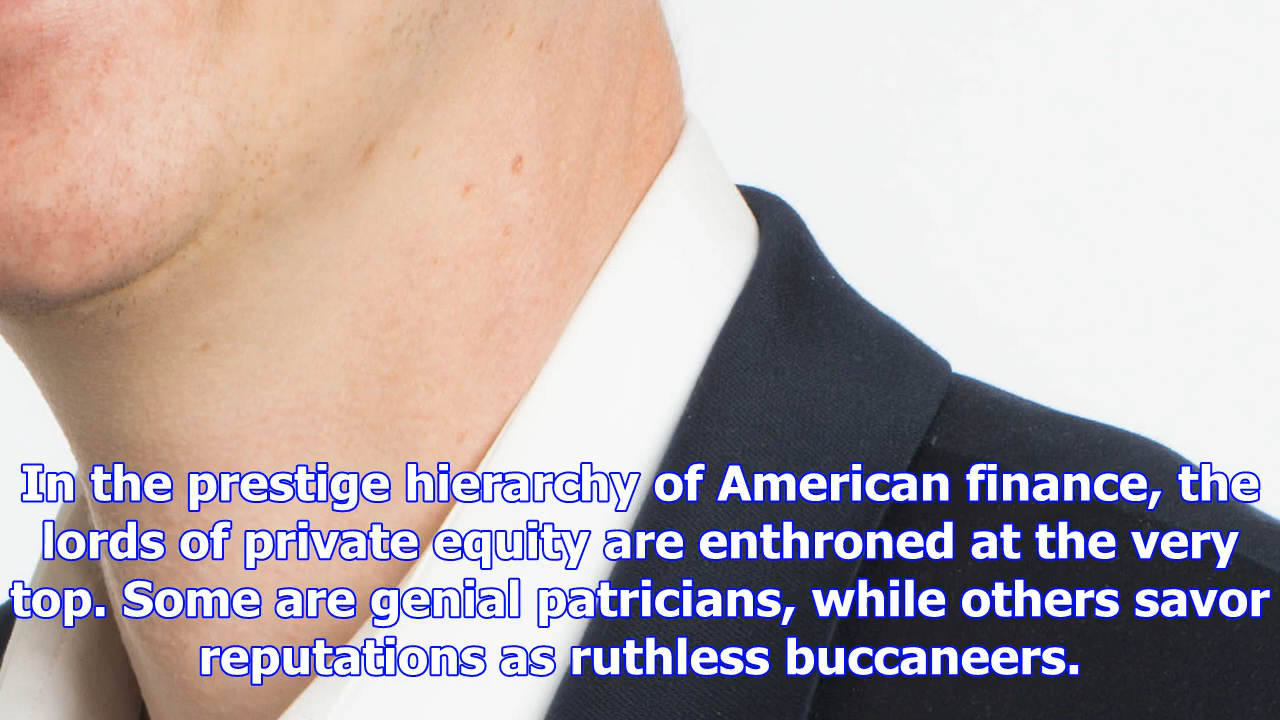 In the prestige hierarchy of American finance, the
lords of private equity are enthroned at the very
top. Some are genial patricians, while others savor
reputations as ruthless buccaneers.